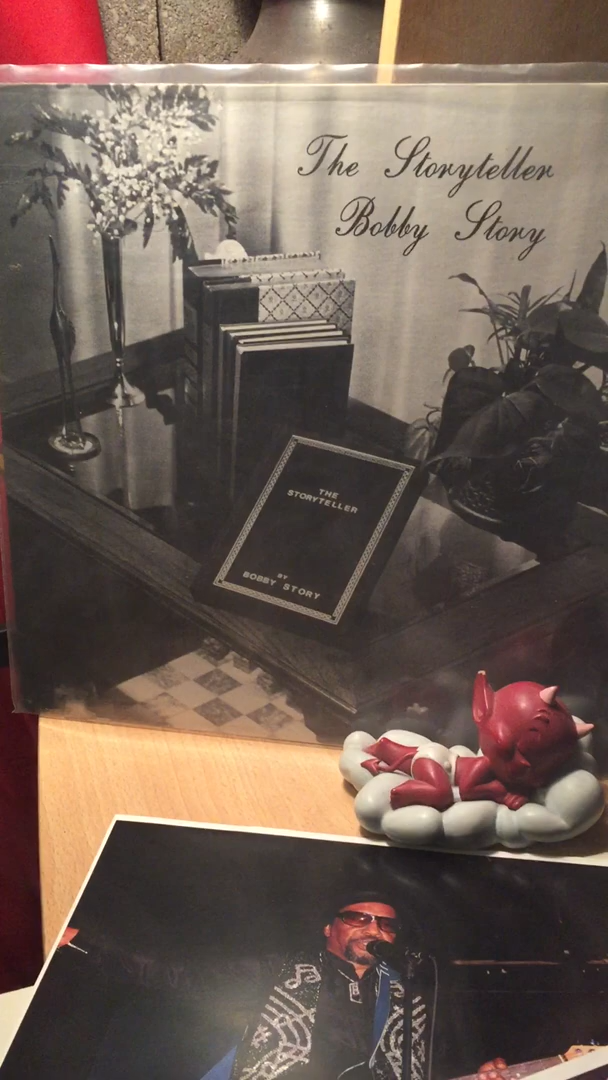 The Storyteller
Bobby Story
THE
STORYTELLER
BY
BOBBY STORY